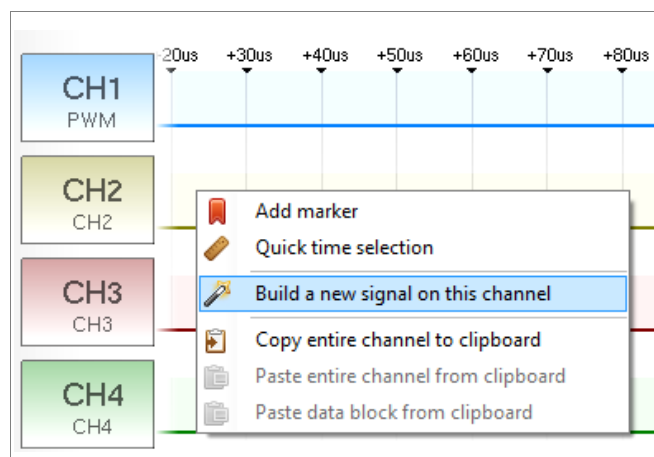 -20us +30us +40us +50us +60us +70us +80us
CH1
PWM
CH2
CH2
Add marker
Quick time selection
Build a new signal on this channel
CH3
CH3
Copy entire channel to clipboard
Paste entire channel from clipboard
Paste data block from clipboard
CH4
CH4